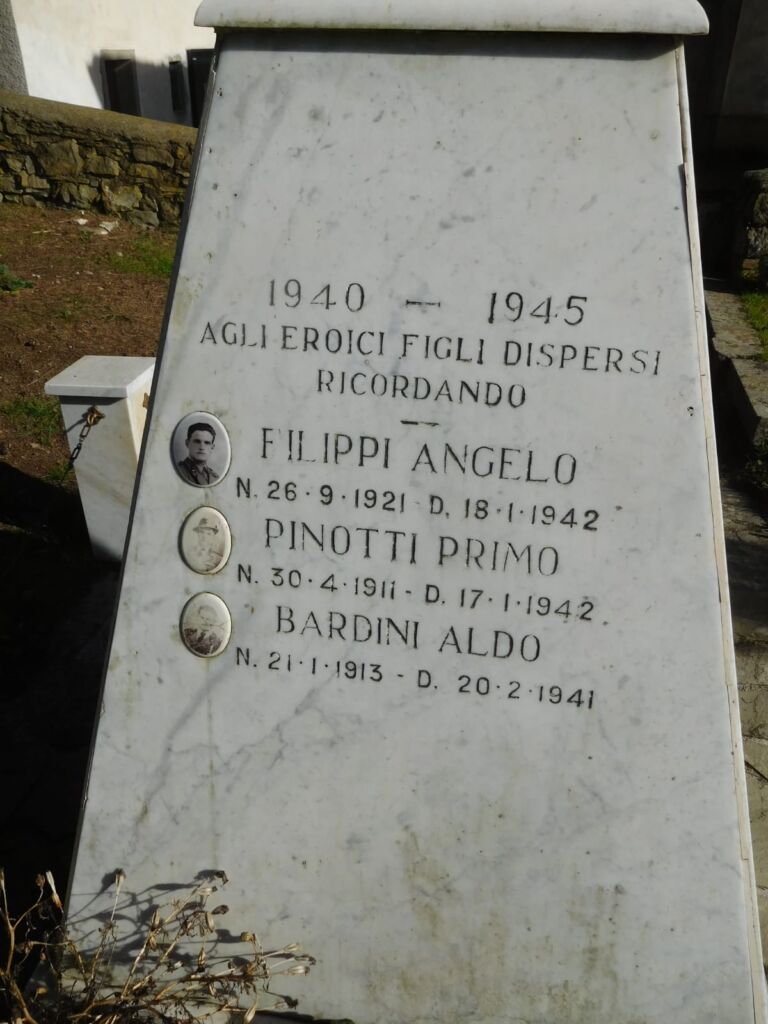 1940 — 1945
AGLI EROICI FIGLI DISPERSI
RICORDANDO
—
FILIPPI ANGELO
N. 26·9·1921 - D. 18·1·1942
PINOTTI PRIMO
N. 30·4·1911 - D. 17·1·1942
BARDINI ALDO
N. 21·1·1913 - D. 20·2·1941